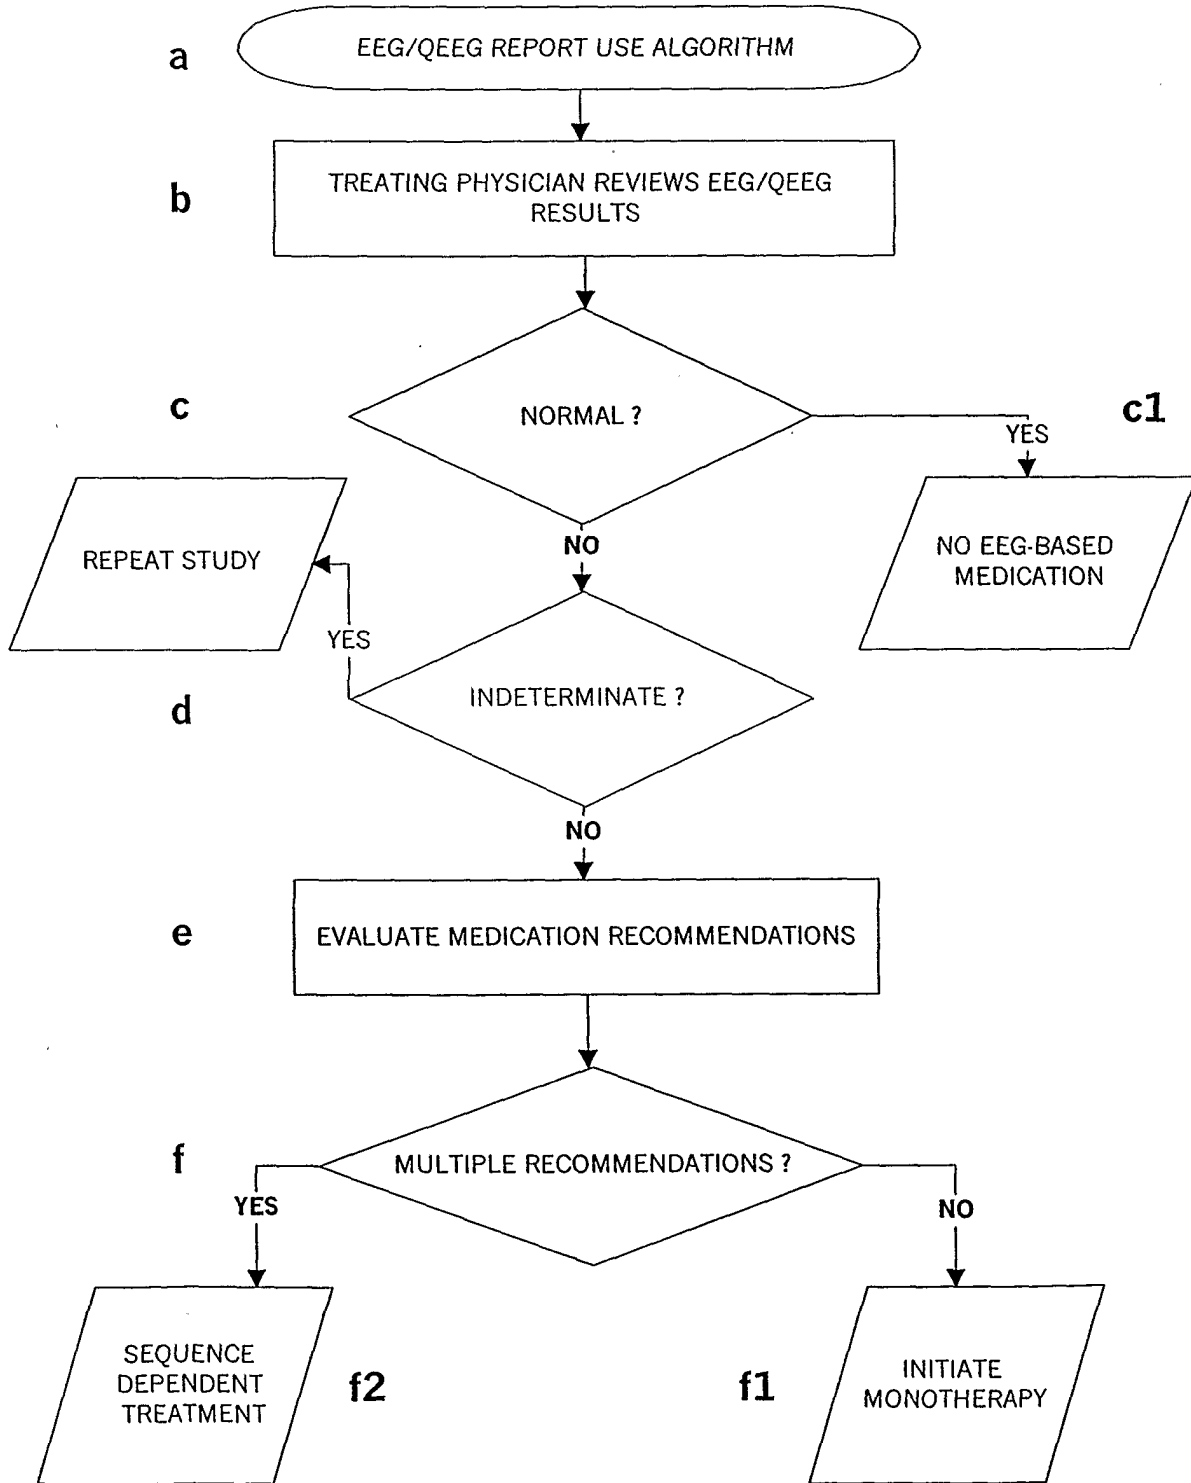 a
EEG/QEEG REPORT USE ALGORITHM
b
TREATING PHYSICIAN REVIEWS EEG/QEEG
RESULTS
c
NORMAL ?
c1
YES
NO EEG-BASED
MEDICATION
NO
REPEAT STUDY
YES
d
INDETERMINATE ?
NO
e
EVALUATE MEDICATION RECOMMENDATIONS
f
MULTIPLE RECOMMENDATIONS ?
YES
NO
SEQUENCE
DEPENDENT
TREATMENT
f2
f1
INITIATE
MONOTHERAPY